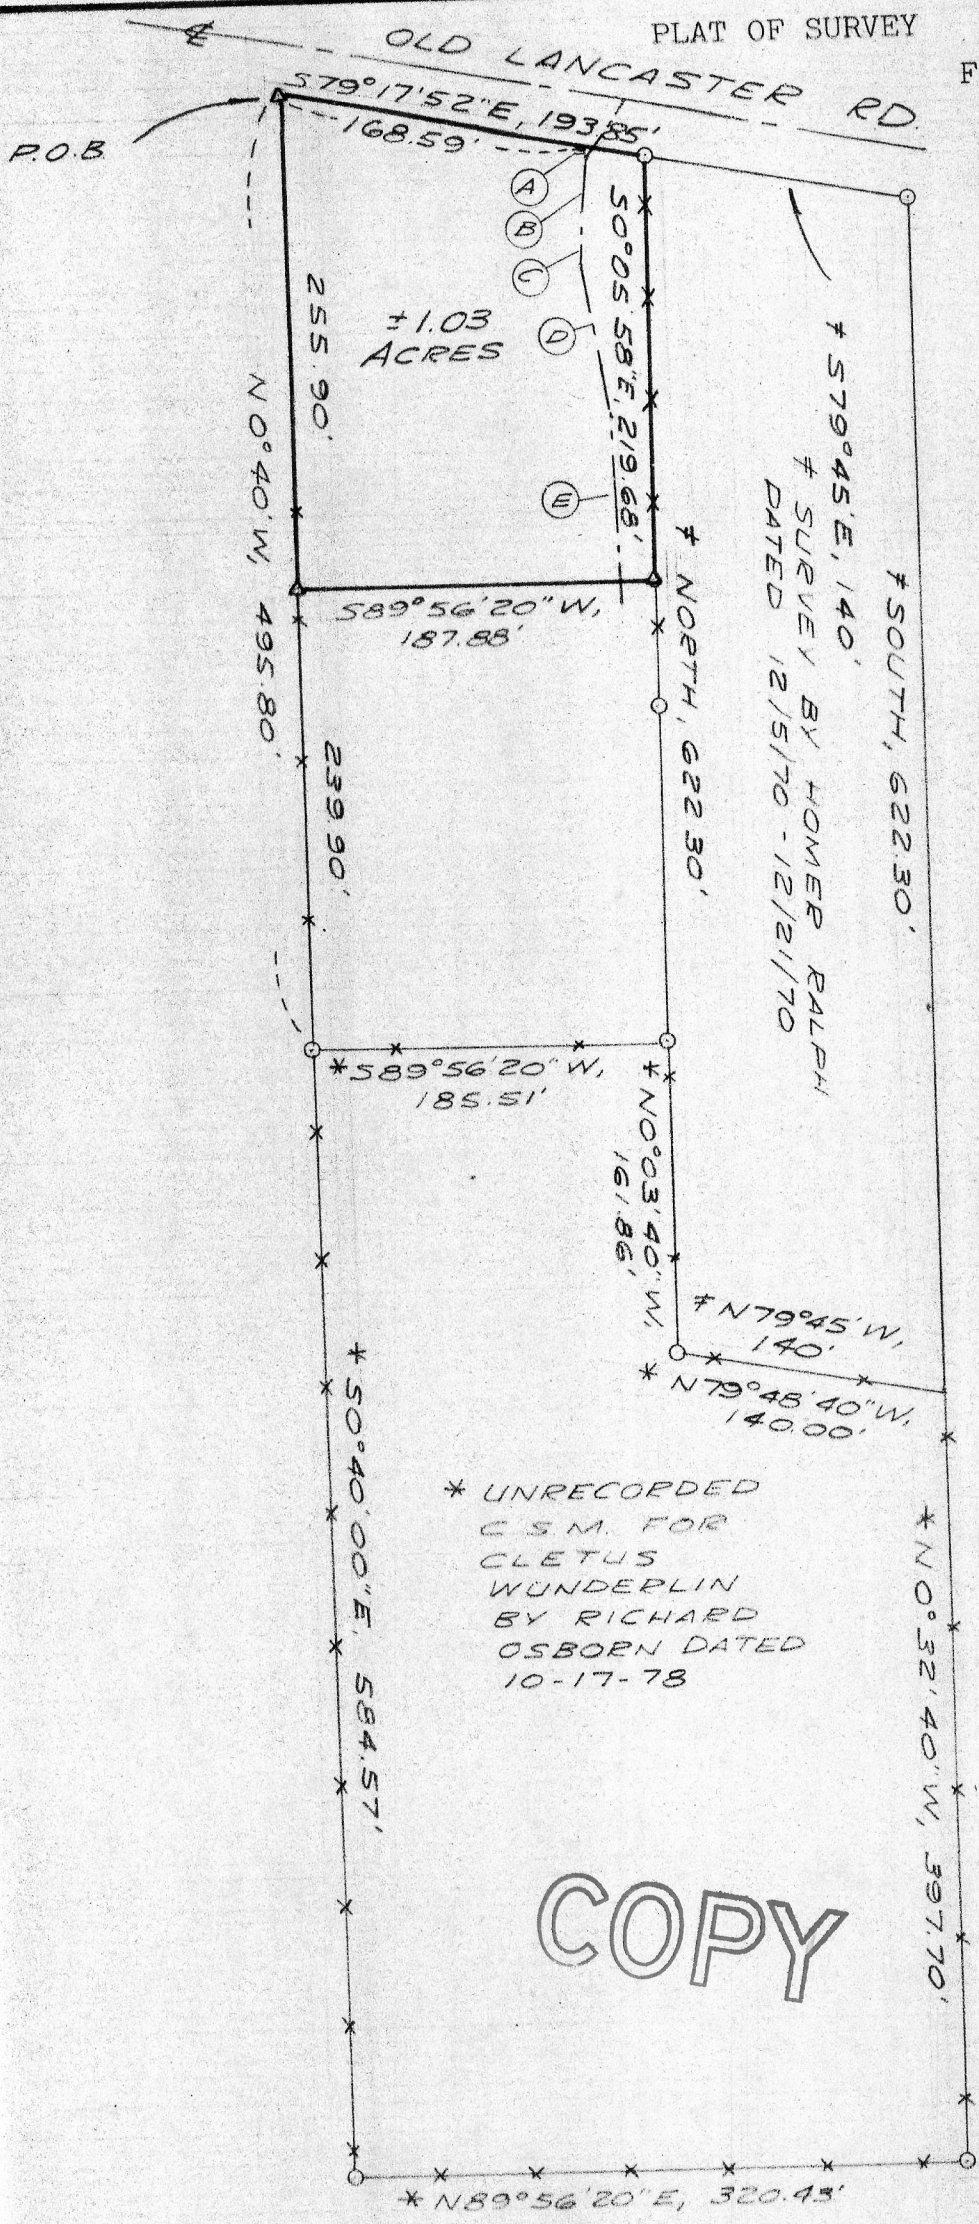 PLAT OF SURVEY
F
℄
OLD LANCASTER RD.
S79°17'52"E, 193.85'
168.59'
P.O.B.
A
B
C
D
E
S0°05'58"E, 219.68'
±1.03
ACRES
255.90'
N0°40'W, 495.80'
S89°56'20"W,
187.88'
239.90'
≠ NORTH, 622.30'
≠ S79°45'E, 140'
≠ SURVEY BY HOMER RALPH
DATED 12/5/70 - 12/21/70
≠ SOUTH, 622.30'
* S89°56'20"W,
185.51'
* N0°03'40"W.
161.86'
≠ N79°45'W,
140'
* N79°48'40"W.
140.00'
* S0°40'00"E, 584.57'
* UNRECORDED
C.S.M. FOR
CLETUS
WUNDERLIN
BY RICHARD
OSBORN DATED
10-17-78
* N0°32'40"W, 397.70'
COPY
* N89°56'20"E, 320.43'